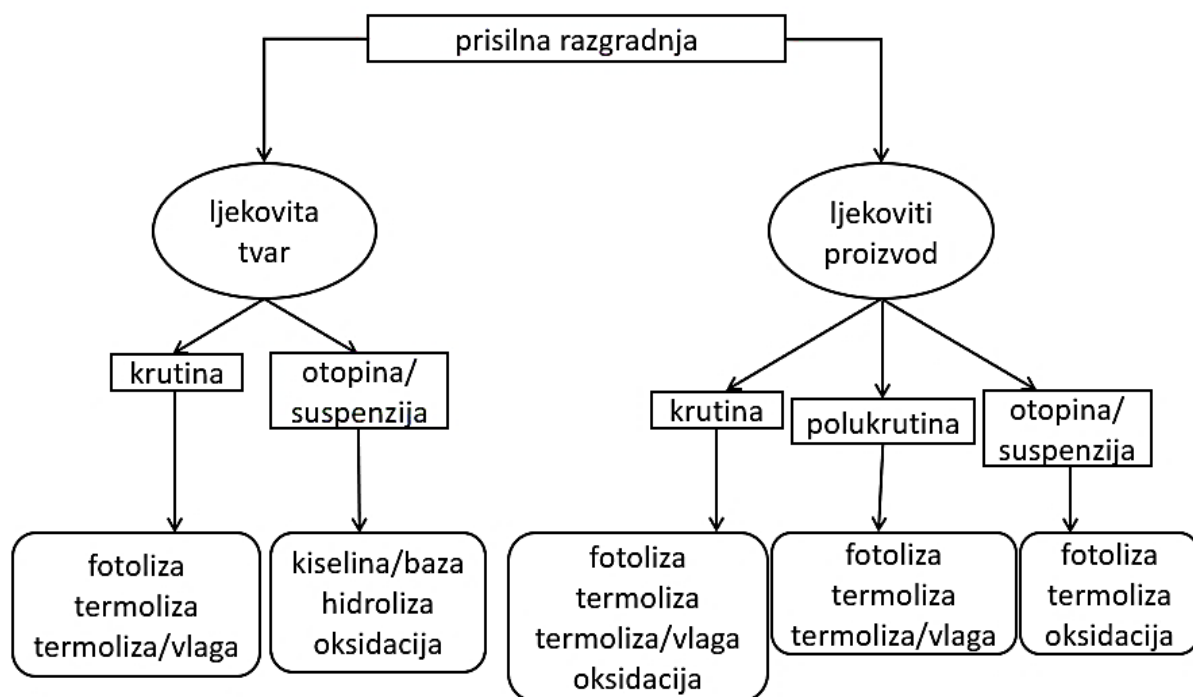 prisilna razgradnja
ljekovita
tvar
ljekoviti
proizvod
krutina
otopina/
suspenzija
krutina
polukrutina
otopina/
suspenzija
fotoliza
termoliza
termoliza/vlaga
kiselina/baza
hidroliza
oksidacija
fotoliza
termoliza
termoliza/vlaga
oksidacija
fotoliza
termoliza
termoliza/vlaga
fotoliza
termoliza
oksidacija